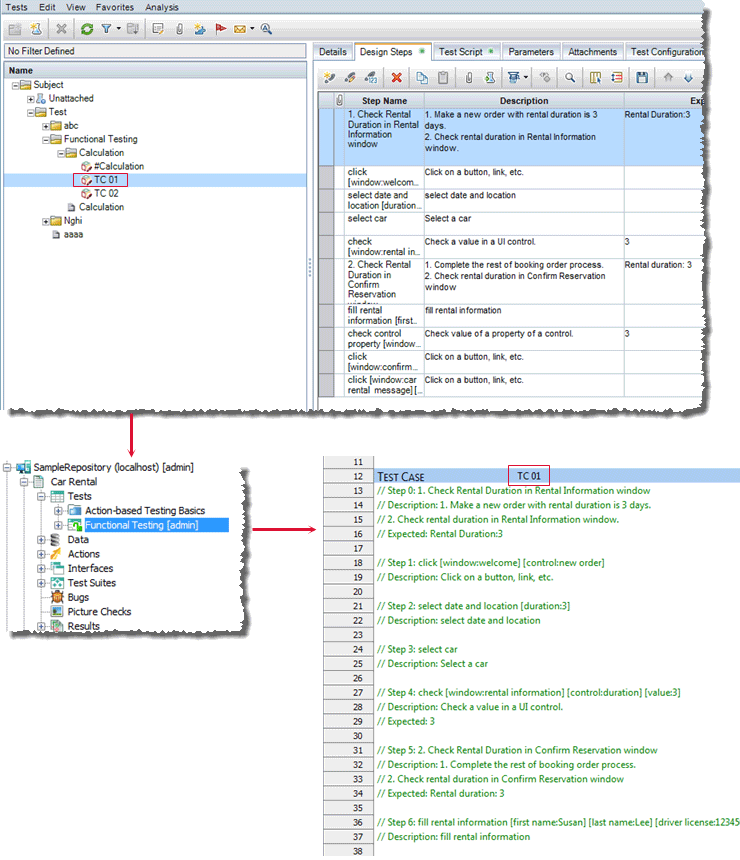 Tests Edit View Favorites Analysis
No Filter Defined
Name
Subject
Unattached
Test
abc
Functional Testing
Calculation
#Calculation
TC 01
TC 02
Calculation
Nghi
aaaa
Details Design Steps Test Script Parameters Attachments Test Configuration
Step Name Description Exp
1. Check Rental 1. Make a new order with rental duration is 3 Rental Duration:3
Duration in Rental days.
Information 2. Check rental duration in Rental Information
window window.
click Click on a button, link, etc.
[window:welcom...
select date and select date and location
location [duration...
select car Select a car
check Check a value in a UI control. 3
[window:rental in...
2. Check Rental 1. Complete the rest of booking order process. Rental duration: 3
Duration in 2. Check rental duration in Confirm Reservation
Confirm window
Reservation
window
fill rental fill rental information
information [first...
check control Check value of a property of a control. 3
property [window...
click Click on a button, link, etc.
[window:confirm...
click [window:car Click on a button, link, etc.
rental message] [...
SampleRepository (localhost) [admin]
Car Rental
Tests
Action-based Testing Basics
Functional Testing [admin]
Data
Actions
Interfaces
Test Suites
Bugs
Picture Checks
Results
11
12 TEST CASE TC 01
13 // Step 0: 1. Check Rental Duration in Rental Information window
14 // Description: 1. Make a new order with rental duration is 3 days.
15 // 2. Check rental duration in Rental Information window.
16 // Expected: Rental Duration:3
17
18 // Step 1: click [window:welcome] [control:new order]
19 // Description: Click on a button, link, etc.
20
21 // Step 2: select date and location [duration:3]
22 // Description: select date and location
23
24 // Step 3: select car
25 // Description: Select a car
26
27 // Step 4: check [window:rental information] [control:duration] [value:3]
28 // Description: Check a value in a UI control.
29 // Expected: 3
30
31 // Step 5: 2. Check Rental Duration in Confirm Reservation window
32 // Description: 1. Complete the rest of booking order process.
33 // 2. Check rental duration in Confirm Reservation window
34 // Expected: Rental duration: 3
35
36 // Step 6: fill rental information [first name:Susan] [last name:Lee] [driver license:12345
37 // Description: fill rental information
38